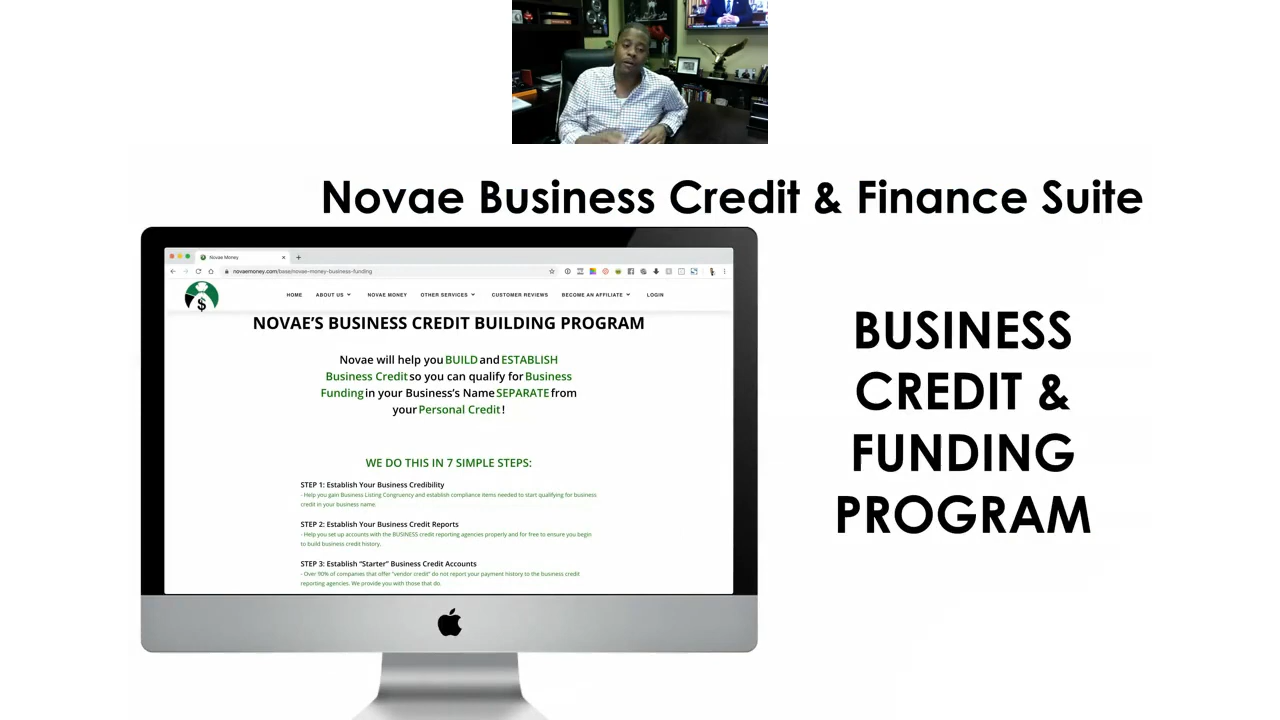 Novae Business Credit & Finance Suite
Novae Money
novaemoney.com/base/novae-money-business-funding
HOME ABOUT US NOVAE MONEY OTHER SERVICES CUSTOMER REVIEWS BECOME AN AFFILIATE LOGIN
NOVAE'S BUSINESS CREDIT BUILDING PROGRAM
Novae will help you BUILD and ESTABLISH
Business Credit so you can qualify for Business
Funding in your Business's Name SEPARATE from
your Personal Credit!
WE DO THIS IN 7 SIMPLE STEPS:
STEP 1: Establish Your Business Credibility
- Help you gain Business Listing Congruency and establish compliance items needed to start qualifying for business
credit in your business name.
STEP 2: Establish Your Business Credit Reports
- Help you set up accounts with the BUSINESS credit reporting agencies properly and for free to ensure you begin
to build business credit history.
STEP 3: Establish "Starter" Business Credit Accounts
- Over 90% of companies that offer "vendor credit" do not report your payment history to the business credit
reporting agencies. We provide you with those that do.
BUSINESS
CREDIT &
FUNDING
PROGRAM